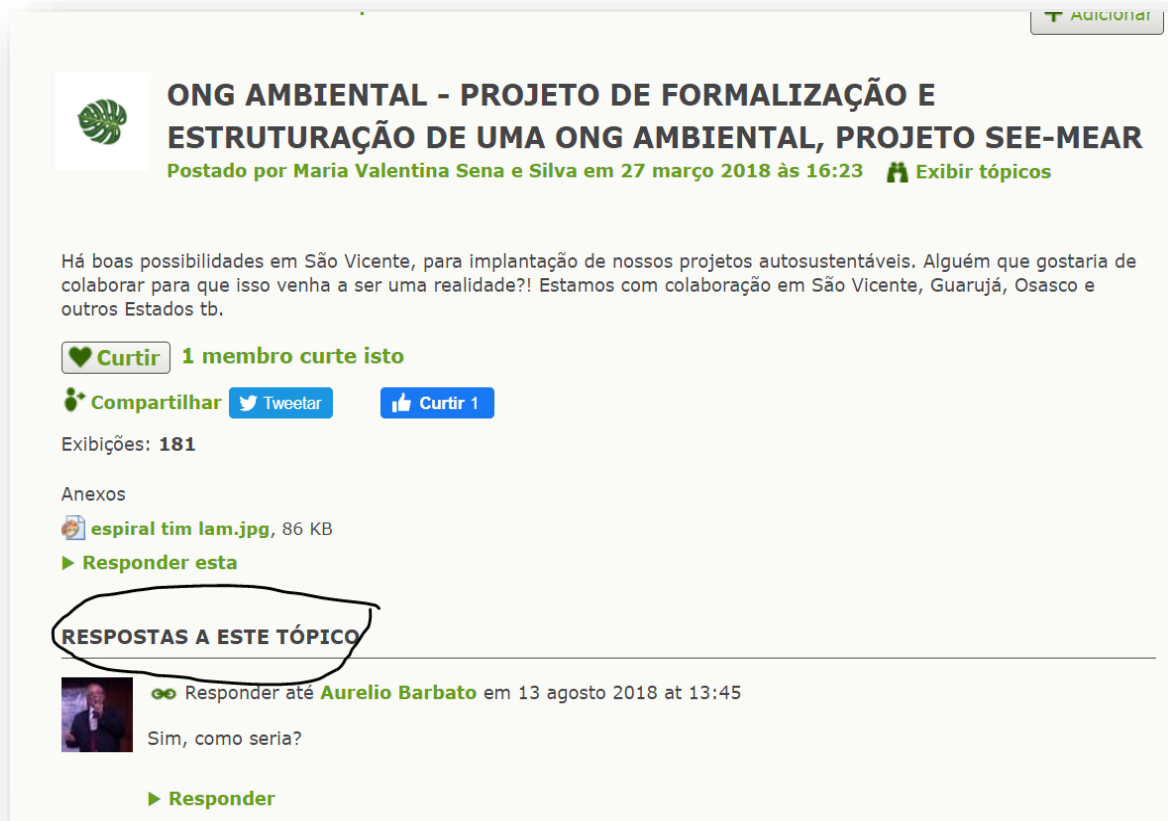 + Adicionar
ONG AMBIENTAL - PROJETO DE FORMALIZAÇÃO E
ESTRUTURAÇÃO DE UMA ONG AMBIENTAL, PROJETO SEE-MEAR
Postado por Maria Valentina Sena e Silva em 27 março 2018 às 16:23 Exibir tópicos
Há boas possibilidades em São Vicente, para implantação de nossos projetos autosustentáveis. Alguém que gostaria de
colaborar para que isso venha a ser uma realidade?! Estamos com colaboração em São Vicente, Guarujá, Osasco e
outros Estados tb.
Curtir 1 membro curte isto
Compartilhar Tweetar Curtir 1
Exibições: 181
Anexos
espiral tim lam.jpg, 86 KB
Responder esta
RESPOSTAS A ESTE TÓPICO
Responder até Aurelio Barbato em 13 agosto 2018 at 13:45
Sim, como seria?
Responder